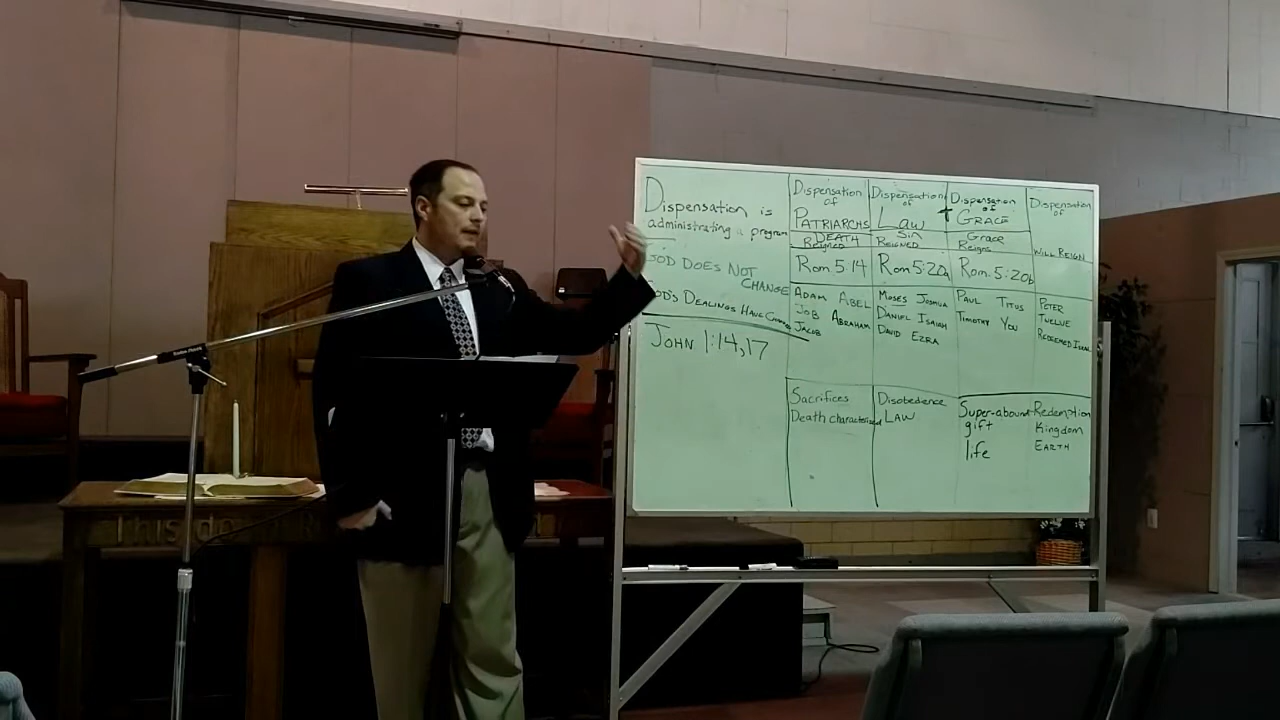 Dispensation is
administrating a program
GOD DOES NOT
CHANGE
GOD'S DEALINGS HAVE
JOHN 1:14,17
Dispensation
of
PATRIARCHS
DEATH
REIGNED
Rom 5:14
ADAM ABEL
JOB ABRAHAM
JACOB
Sacrifices
Death characterized
Dispensation
of
LAW
SIN
REIGNED
Rom 5:20a
MOSES JOSHUA
DANIEL ISAIAH
DAVID EZRA
Disobedience
LAW
Dispensation
of
GRACE
Grace
Reigns
Rom. 5:20b
PAUL TITUS
TIMOTHY YOU
Super-abound
gift
life
Dispensation
of
WILL REIGN
PETER
TWELVE
REDEEMED ISRAEL
Redemption
Kingdom
EARTH
This do